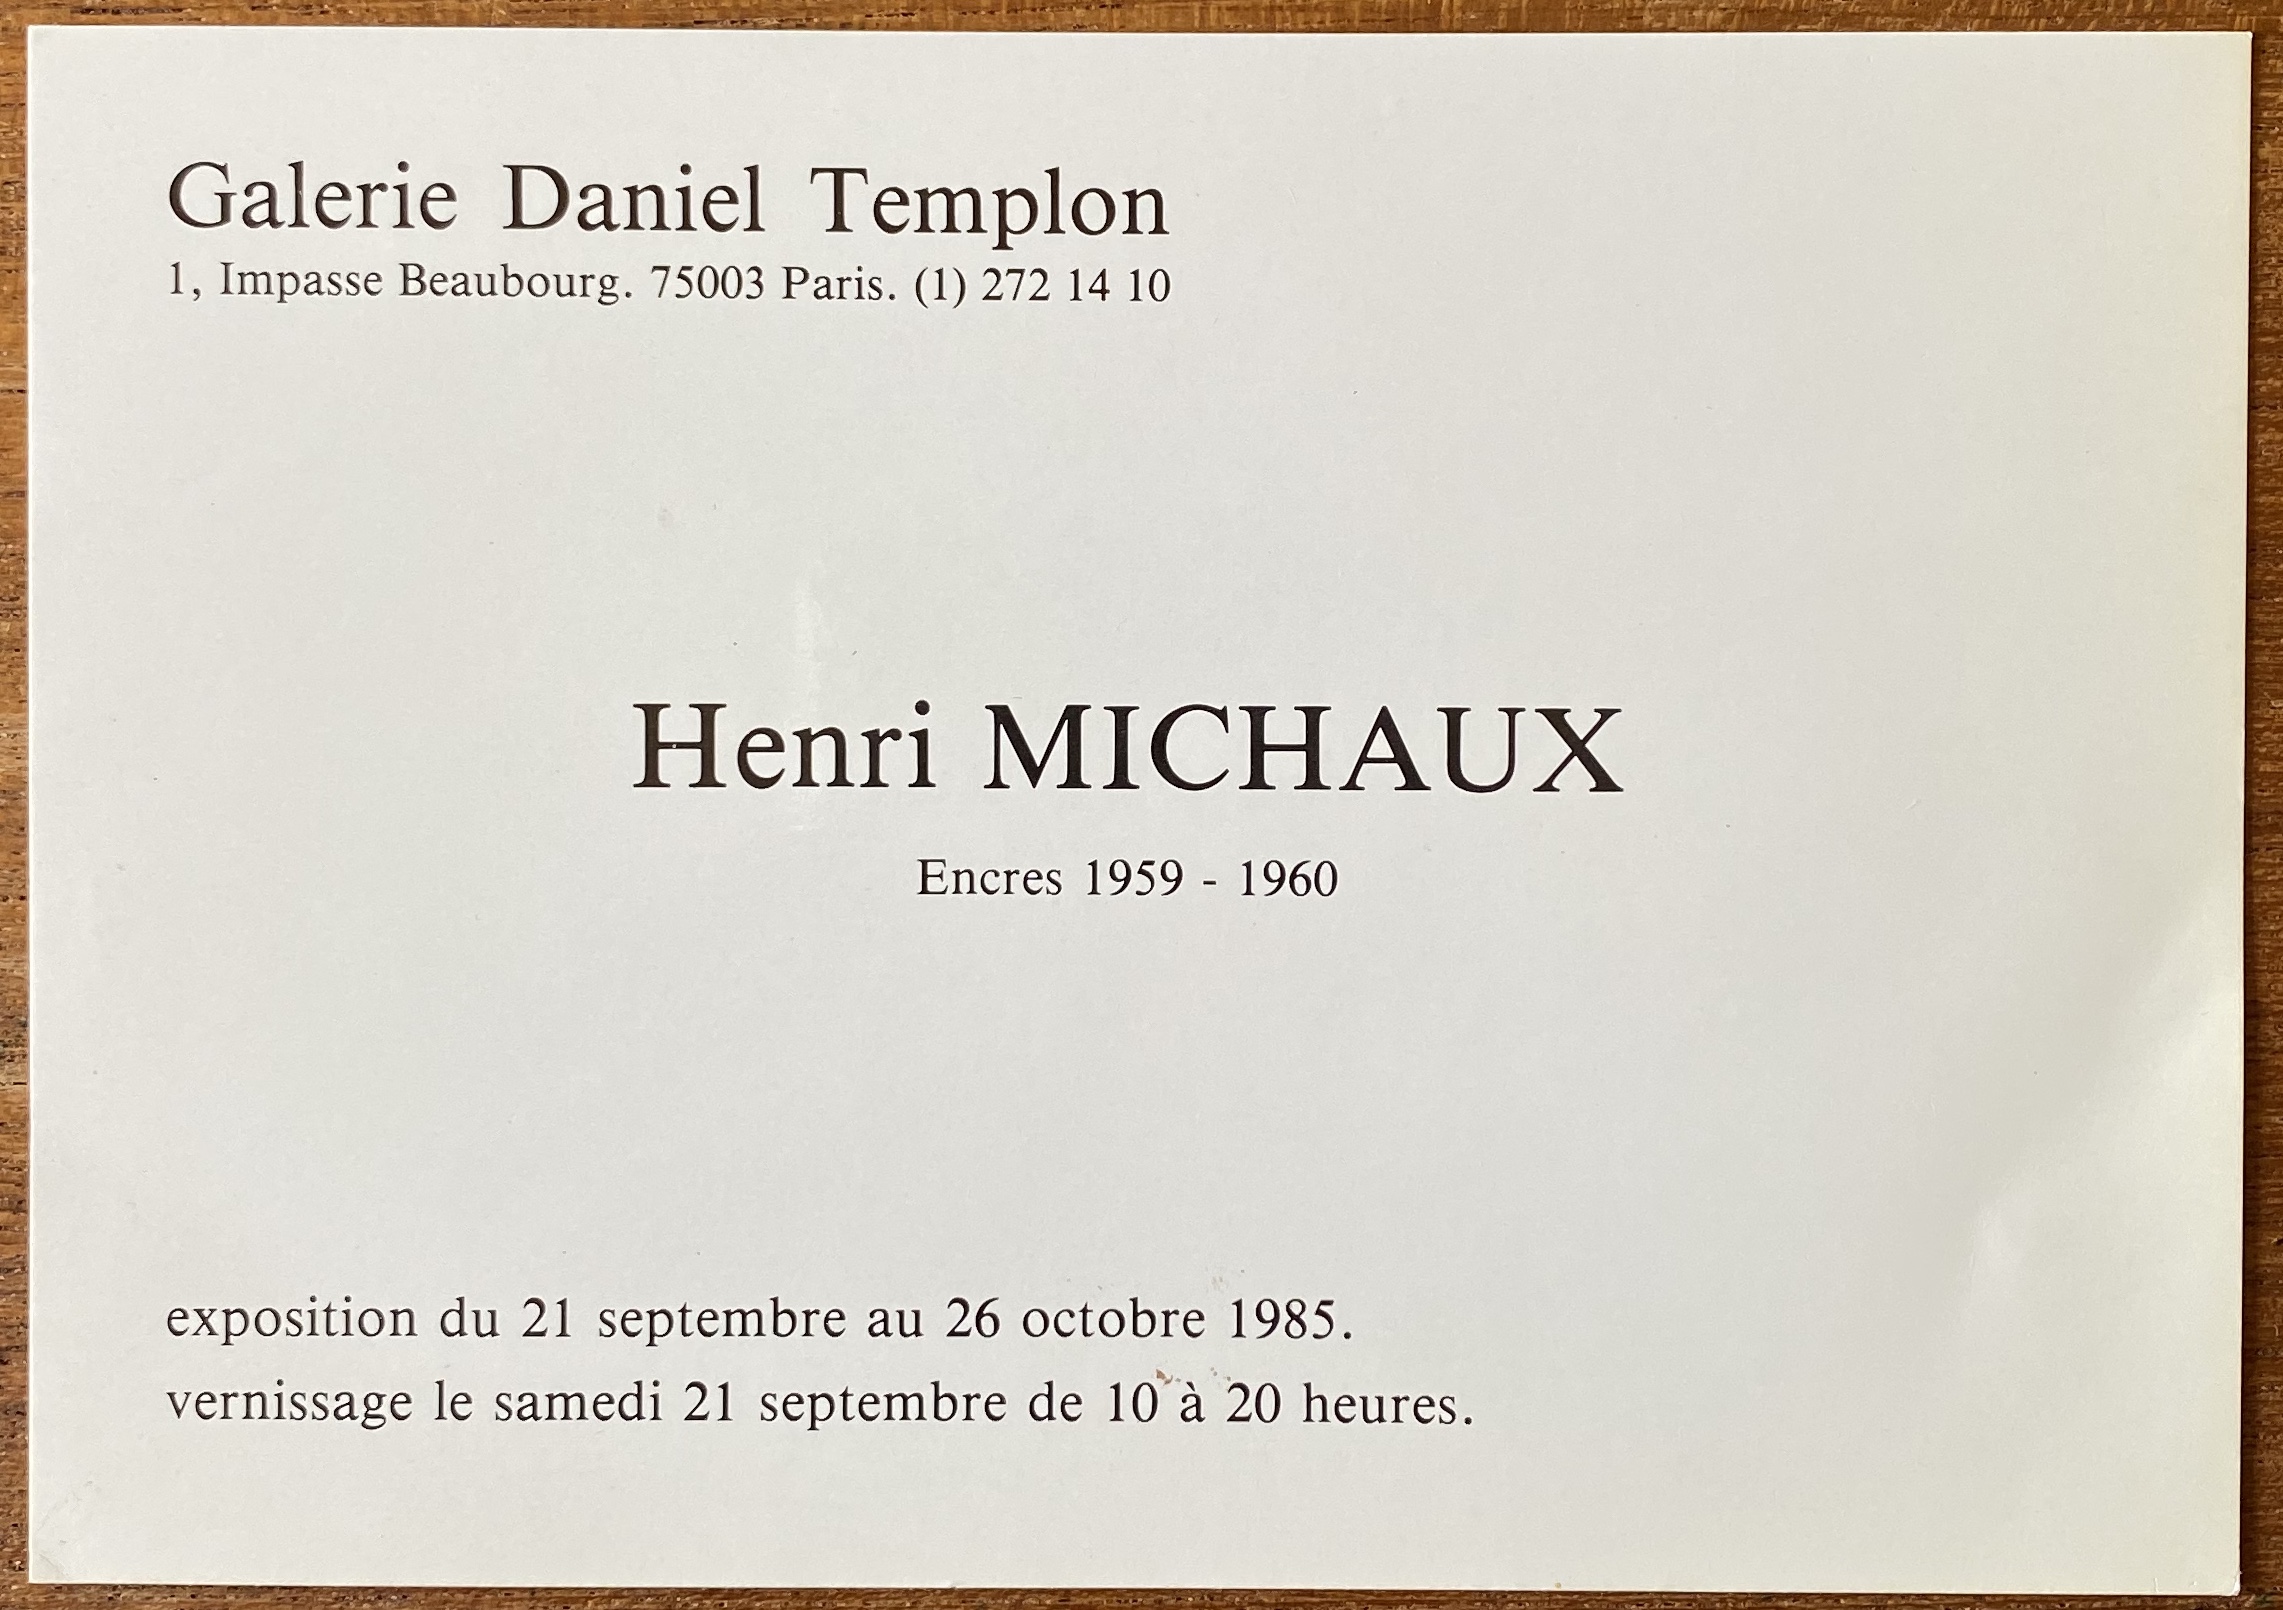 Galerie Daniel Templon
1, Impasse Beaubourg. 75003 Paris. (1) 272 14 10
Henri MICHAUX
Encres 1959 - 1960
exposition du 21 septembre au 26 octobre 1985.
vernissage le samedi 21 septembre de 10 à 20 heures.